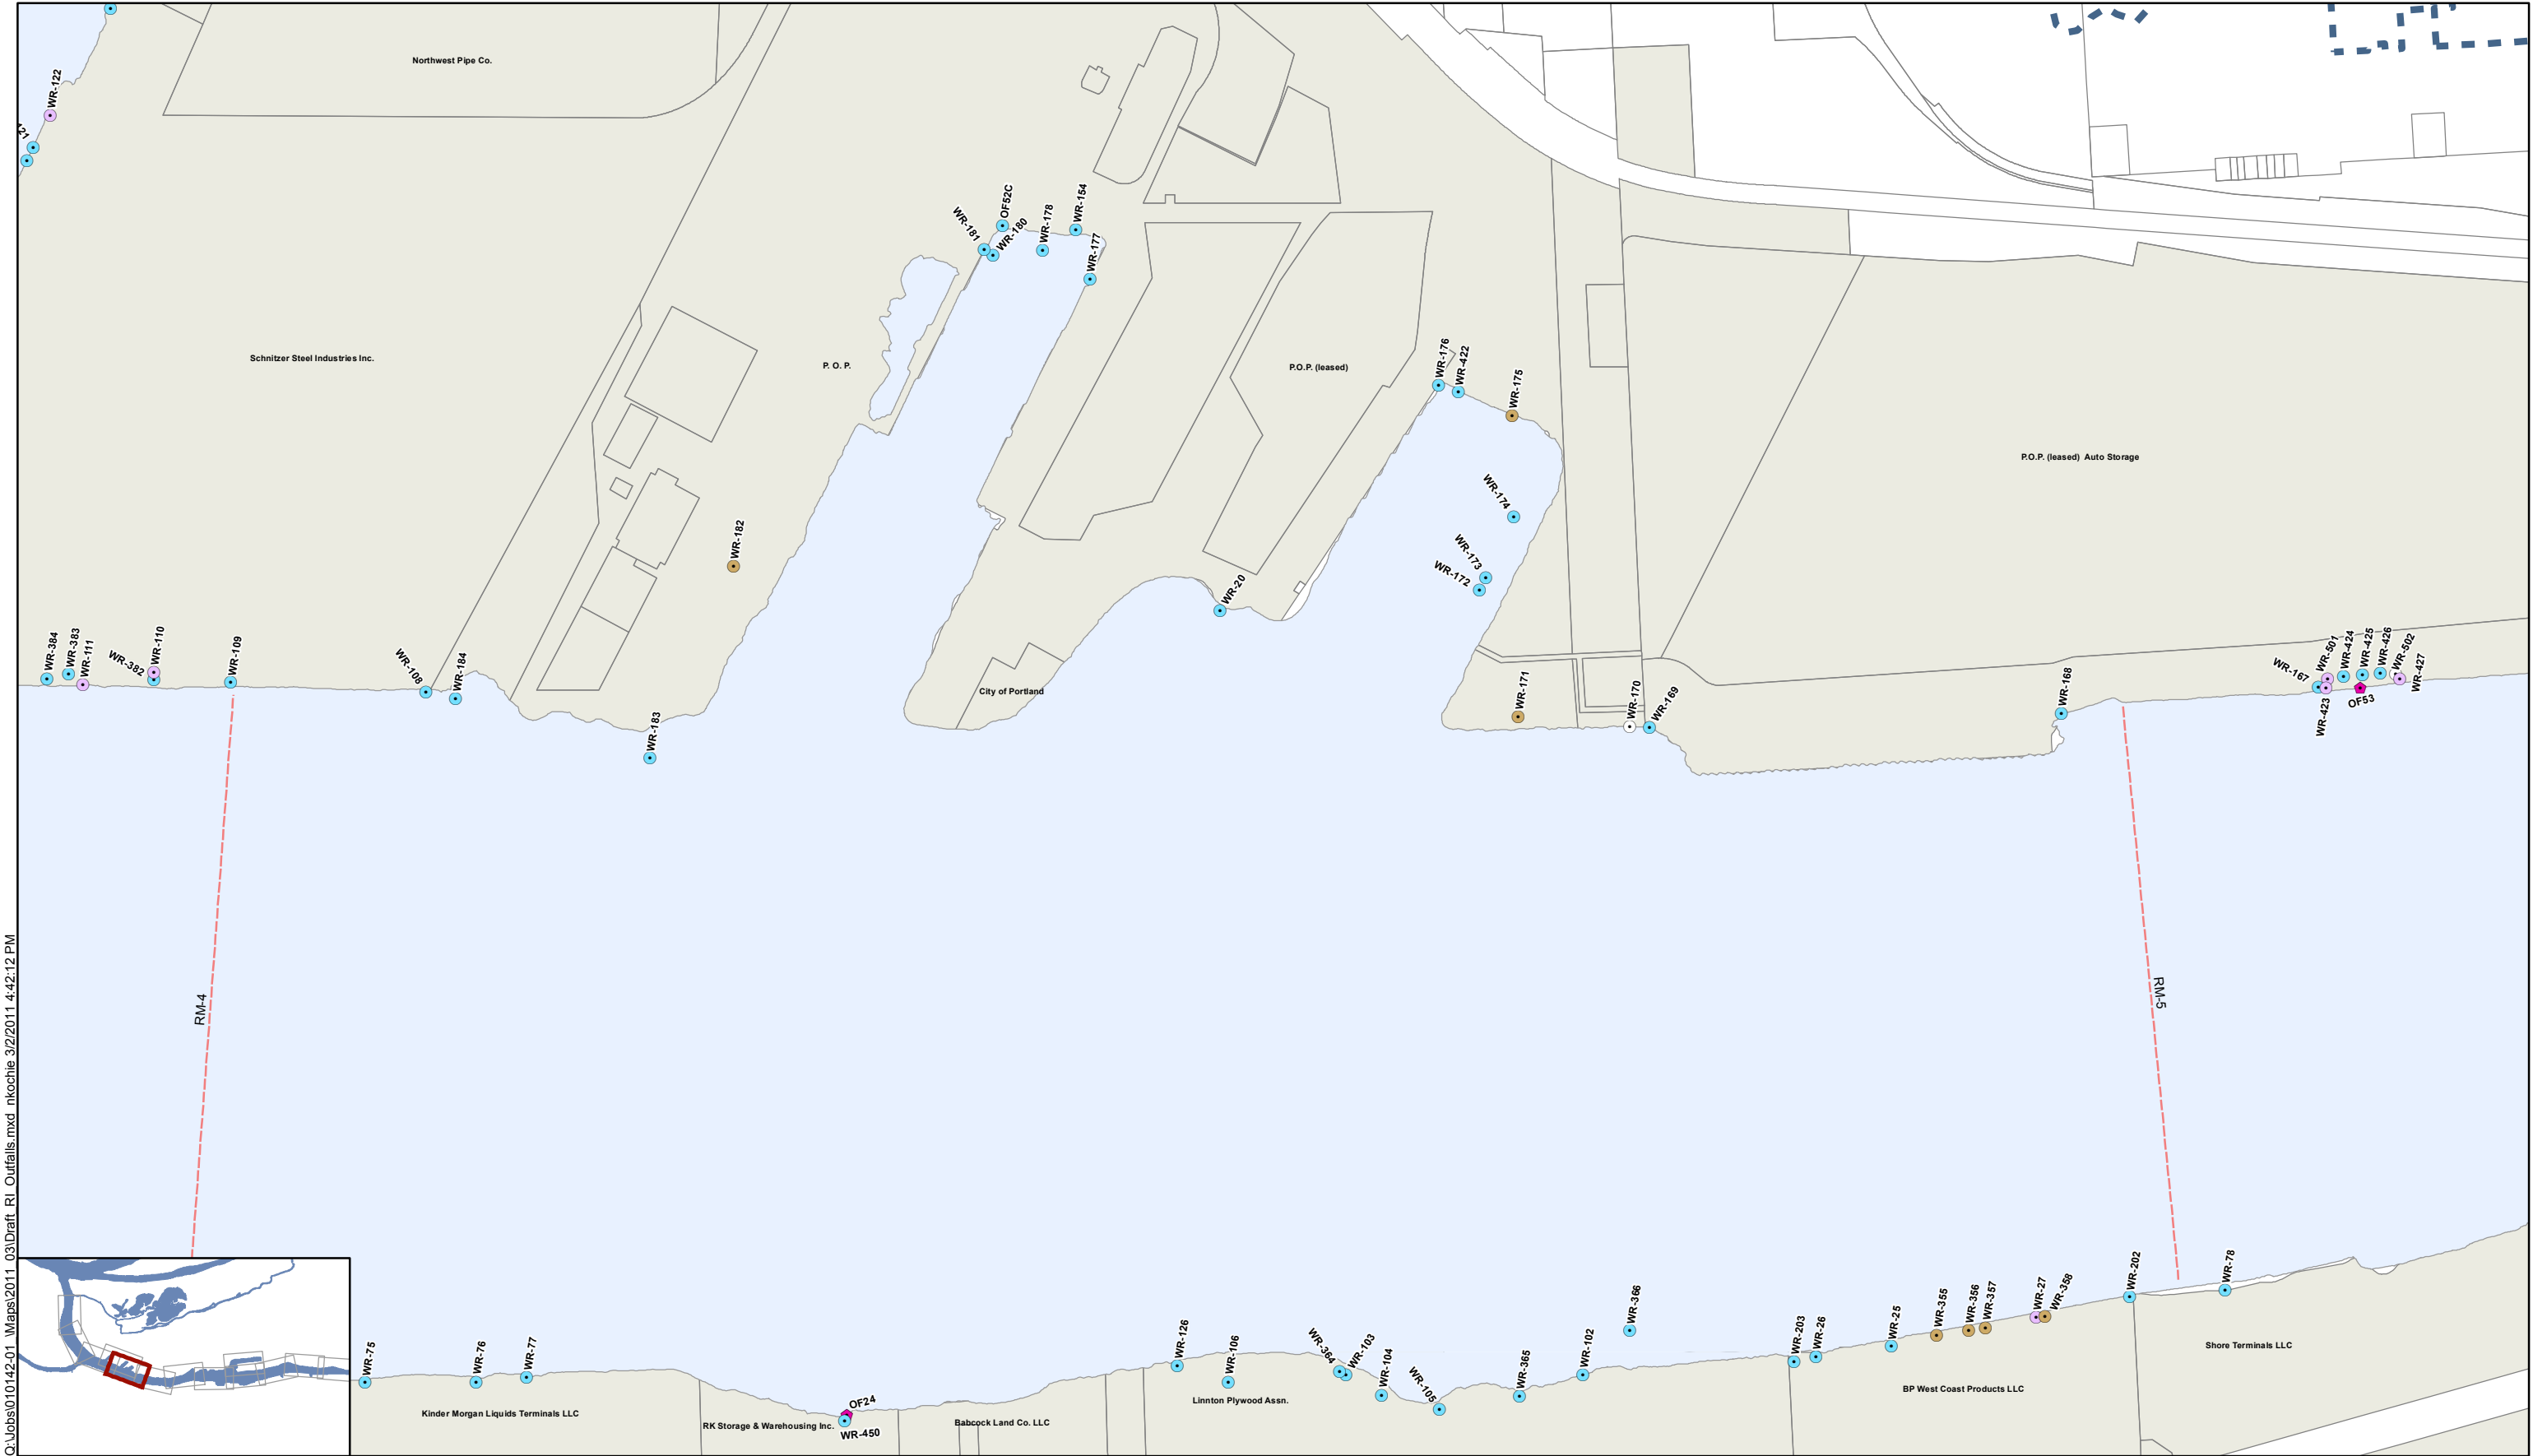 Northwest Pipe Co.
WR-122
121
OF52C
WR-154
WR-181
WR-180
WR-178
WR-177
Schnitzer Steel Industries Inc.
P. O. P.
P.O.P. (leased)
WR-176
WR-422
WR-175
P.O.P. (leased) Auto Storage
WR-174
WR-182
WR-173
WR-172
WR-20
WR-384
WR-383
WR-111
WR-382
WR-110
WR-109
WR-108
WR-184
WR-183
City of Portland
WR-171
WR-170
WR-169
WR-168
WR-167
WR-501
WR-424
WR-425
WR-426
WR-502
WR-427
WR-423
OF53
RM-4
RM-5
WR-366
WR-203
WR-26
WR-25
WR-355
WR-356
WR-357
WR-27
WR-358
WR-202
WR-78
WR-75
WR-76
WR-77
WR-126
WR-106
WR-364
WR-103
WR-104
WR-105
WR-365
WR-102
Shore Terminals LLC
BP West Coast Products LLC
Linnton Plywood Assn.
Kinder Morgan Liquids Terminals LLC
RK Storage & Warehousing Inc.
OF24
WR-450
Babcock Land Co. LLC
Q:\Jobs\010142-01 \Maps\2011_03\Draft_RI_Outfalls.mxd nkochie 3/2/2011 4:42:12 PM